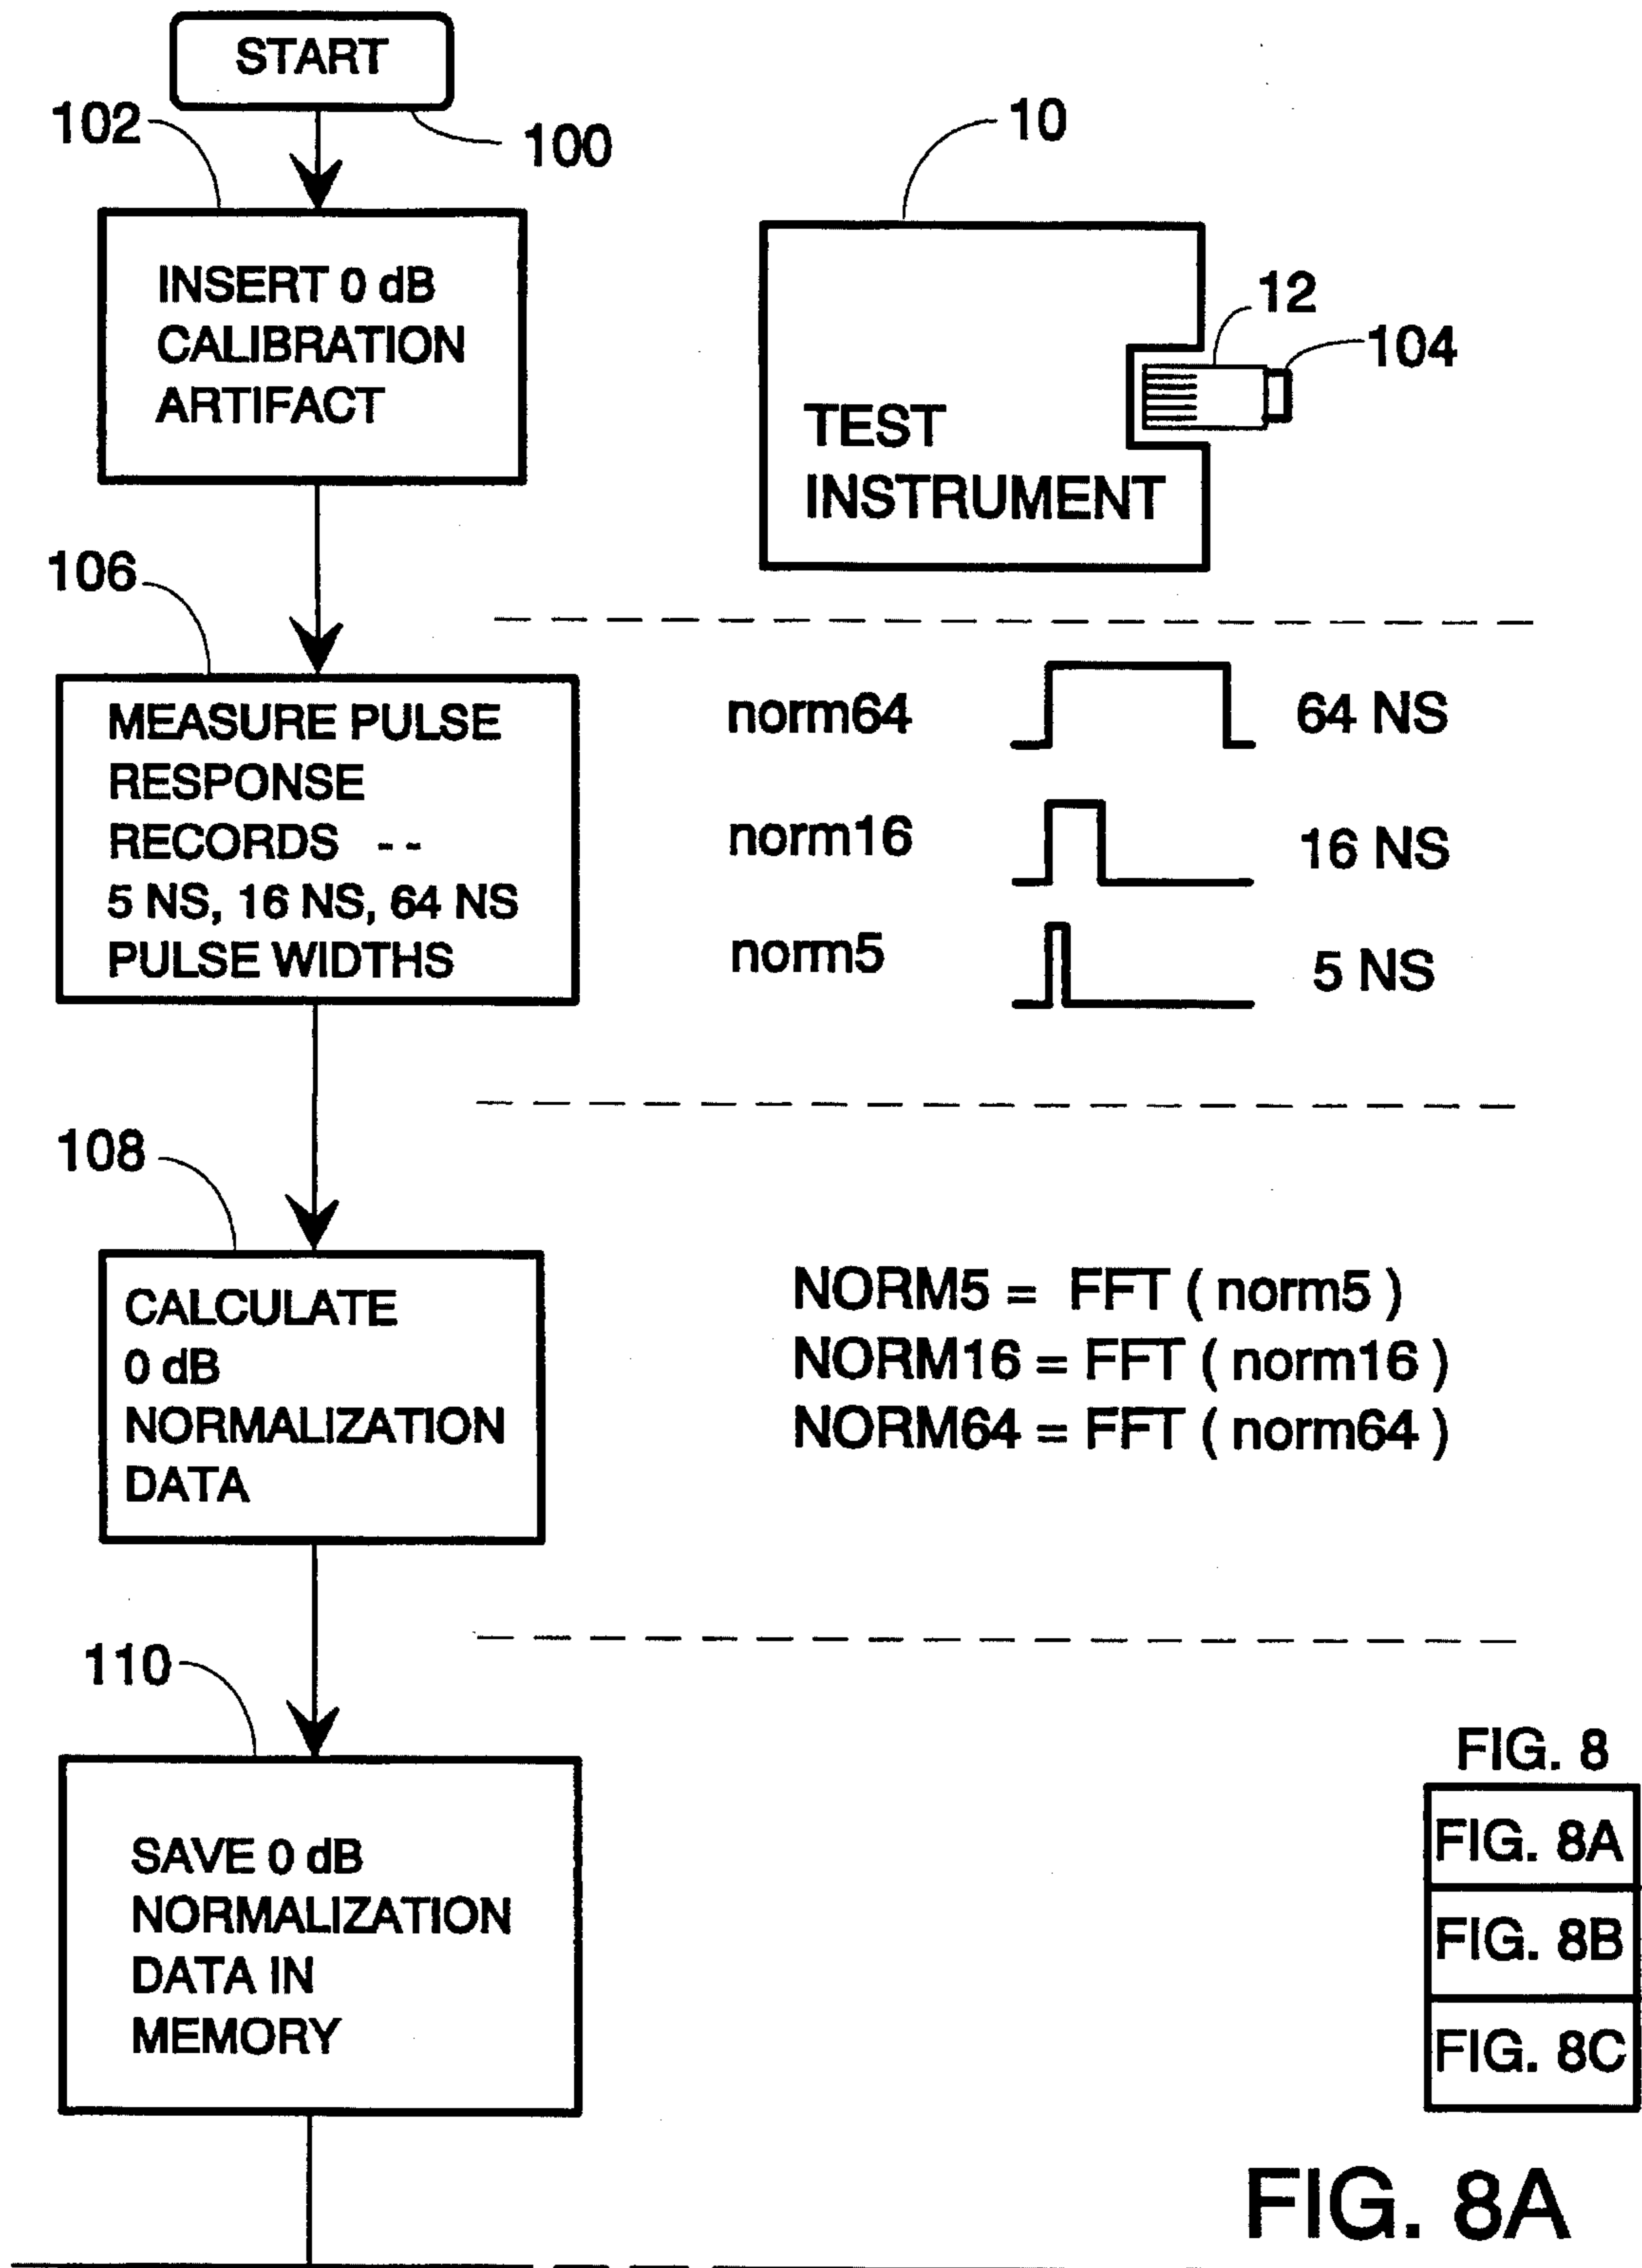 START
102
100
INSERT 0 dB
CALIBRATION
ARTIFACT
10
12
104
TEST
INSTRUMENT
106
MEASURE PULSE
RESPONSE
RECORDS --
5 NS, 16 NS, 64 NS
PULSE WIDTHS
norm64 64 NS
norm16 16 NS
norm5 5 NS
108
CALCULATE
0 dB
NORMALIZATION
DATA
NORM5 = FFT ( norm5 )
NORM16 = FFT ( norm16 )
NORM64 = FFT ( norm64 )
110
SAVE 0 dB
NORMALIZATION
DATA IN
MEMORY
FIG. 8
FIG. 8A
FIG. 8B
FIG. 8C
FIG. 8A